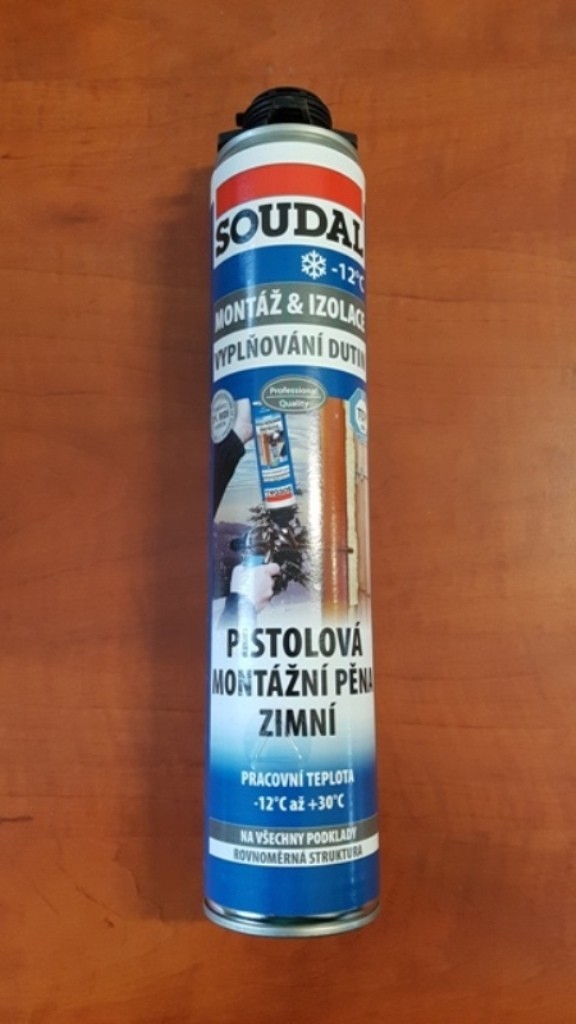 SOUDAL
-12°C
MONTÁŽ & IZOLACE
VYPLŇOVÁNÍ DUTIN
Professional
Quality
PISTOLOVÁ
MONTÁŽNÍ PĚNA
ZIMNÍ
PRACOVNÍ TEPLOTA
-12°C až +30°C
NA VŠECHNY PODKLADY
ROVNOMĚRNÁ STRUKTURA